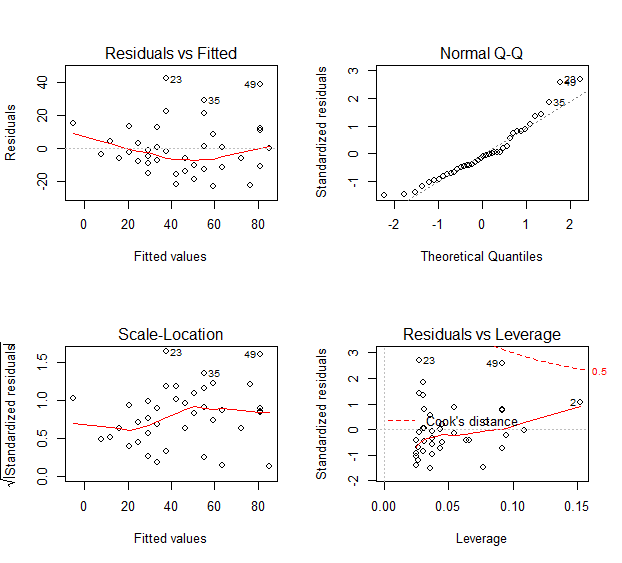 Residuals vs Fitted
Residuals
-20 0 20 40
23
49
35
0 20 40 60 80
Fitted values
Normal Q-Q
Standardized residuals
-1 0 1 2 3
49
35
-2 -1 0 1 2
Theoretical Quantiles
Scale-Location
√|Standardized residuals|
0.0 0.5 1.0 1.5
23
49
35
0 20 40 60 80
Fitted values
Residuals vs Leverage
Standardized residuals
-2 -1 0 1 2 3
23
49
2
0.5
Cook's distance
0.00 0.05 0.10 0.15
Leverage